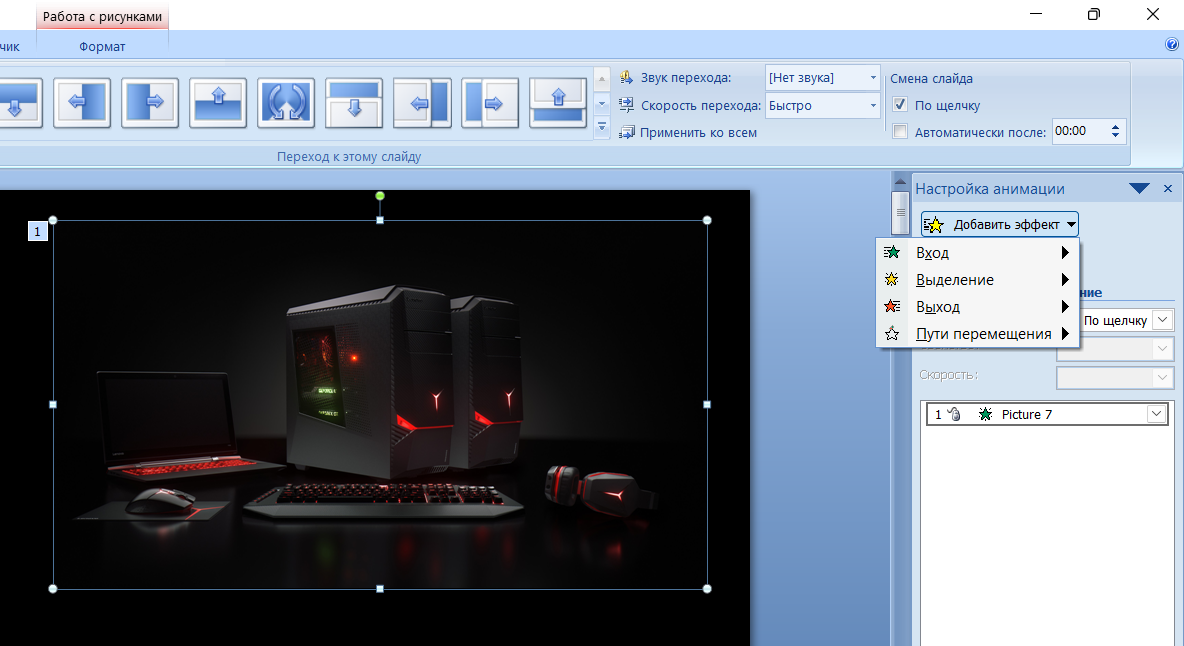 Работа с рисунками
чик
Формат
Звук перехода:
[Нет звука]
Скорость перехода:
Быстро
Применить ко всем
Переход к этому слайду
Смена слайда
По щелчку
Автоматически после:
00:00
Настройка анимации
Добавить эффект
Вход
Выделение
Выход
Пути перемещения
ние
По щелчку
Скорость:
1 Picture 7
1